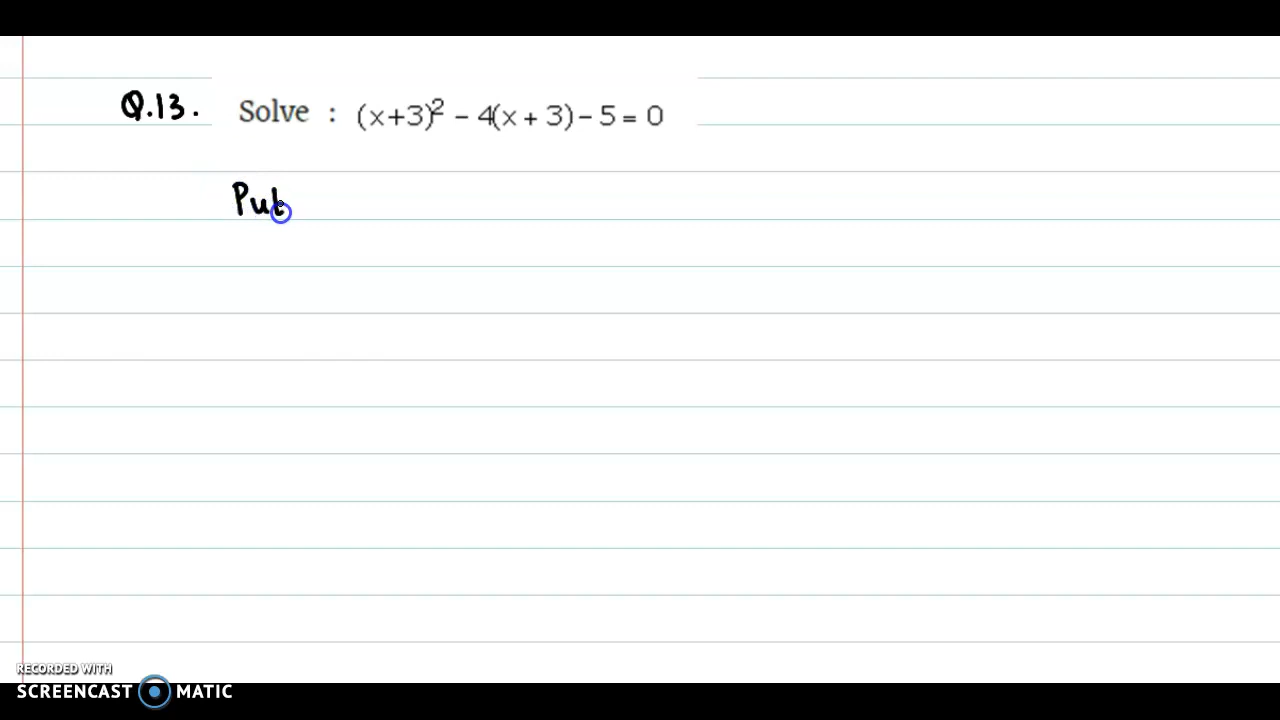 Q.13. Solve : (x+3)² - 4(x + 3) - 5 = 0
Put
RECORDED WITH
SCREENCAST MATIC